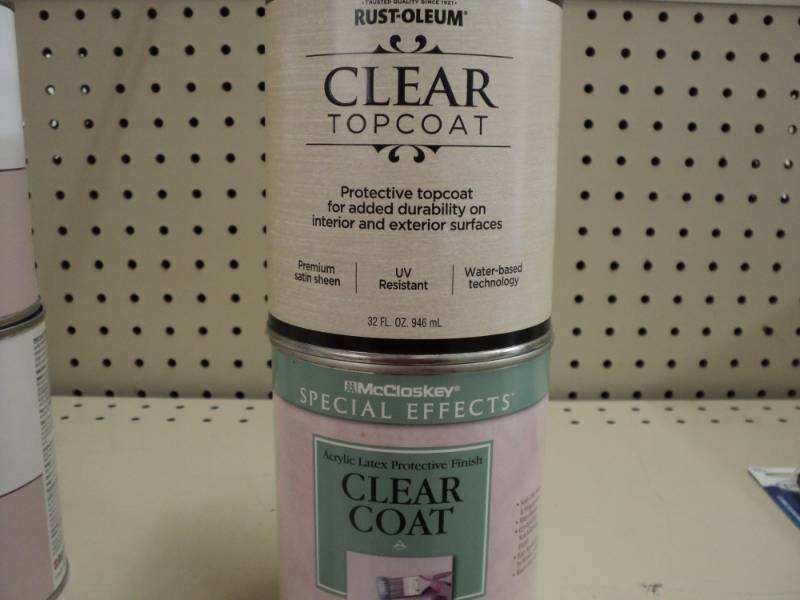 TRUSTED QUALITY SINCE 1921
RUST-OLEUM®
CLEAR
TOPCOAT
Protective topcoat
for added durability on
interior and exterior surfaces
Premium
satin sheen
UV
Resistant
Water-based
technology
32 FL. OZ. 946 mL
McCloskey®
SPECIAL EFFECTS™
Acrylic Latex Protective Finish
CLEAR
COAT